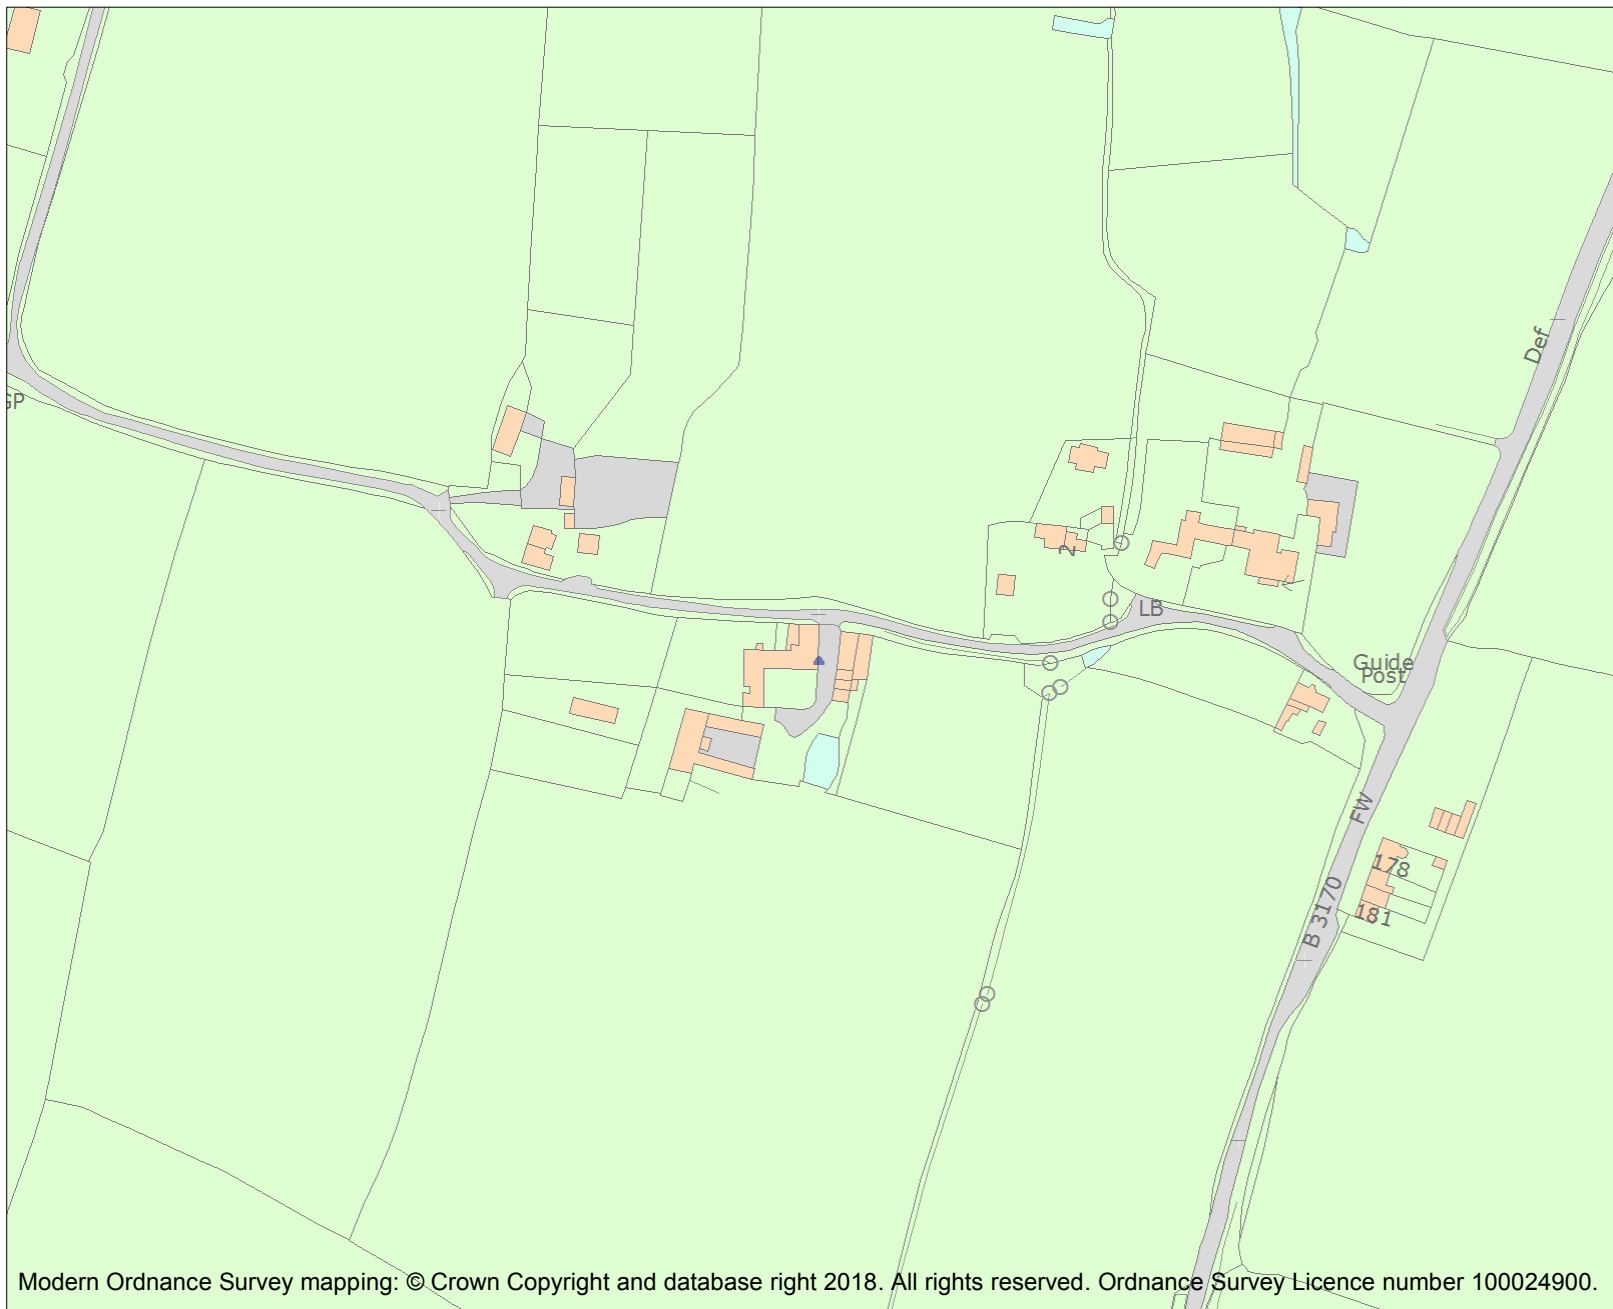 Def
GP
2
LB
Guide
Post
FW
178
B 3170
181
Modern Ordnance Survey mapping: © Crown Copyright and database right 2018. All rights reserved. Ordnance Survey Licence number 100024900.